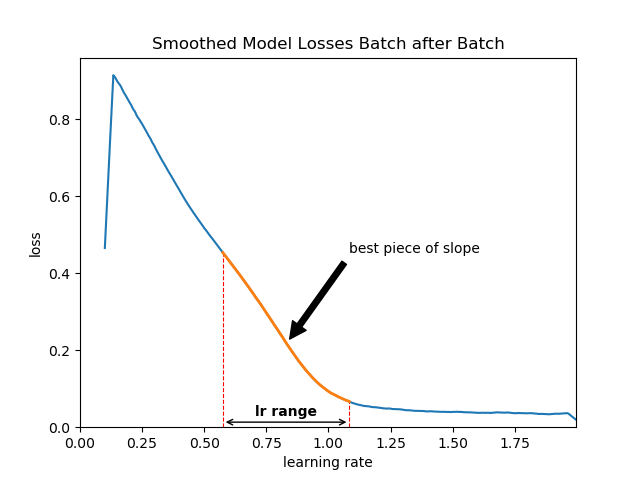 Smoothed Model Losses Batch after Batch
loss
0.8
0.6
0.4
0.2
0.0
best piece of slope
lr range
0.00 0.25 0.50 0.75 1.00 1.25 1.50 1.75
learning rate